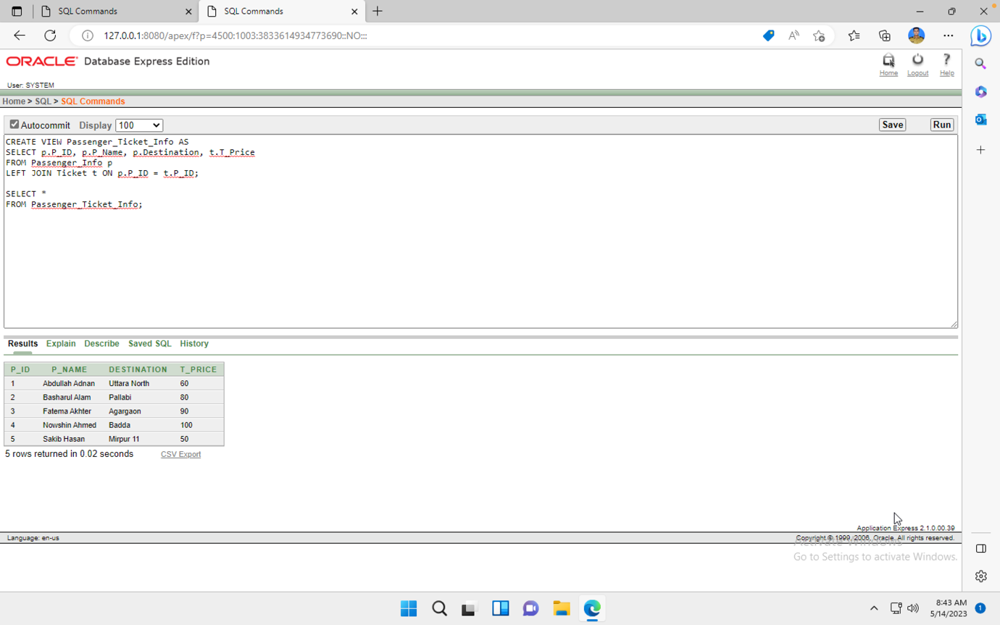 SQL Commands
SQL Commands
127.0.0.1:8080/apex/f?p=4500:1003:3833614934773690::NO:::
ORACLE Database Express Edition
Home
Logout
Help
User: SYSTEM
Home > SQL > SQL Commands
Autocommit Display 100
Save
Run
CREATE VIEW Passenger_Ticket_Info AS
SELECT p.P_ID, p.P_Name, p.Destination, t.T_Price
FROM Passenger_Info p
LEFT JOIN Ticket t ON p.P_ID = t.P_ID;
SELECT *
FROM Passenger_Ticket_Info;
Results Explain Describe Saved SQL History
P_ID P_NAME DESTINATION T_PRICE
1 Abdullah Adnan Uttara North 60
2 Basharul Alam Pallabi 80
3 Fatema Akhter Agargaon 90
4 Nowshin Ahmed Badda 100
5 Sakib Hasan Mirpur 11 50
5 rows returned in 0.02 seconds CSV Export
Application Express 2.1.0.00.39
Language: en-us
Copyright © 1999, 2006, Oracle. All rights reserved.
Activate Windows
Go to Settings to activate Windows.
8:43 AM
5/14/2023
1